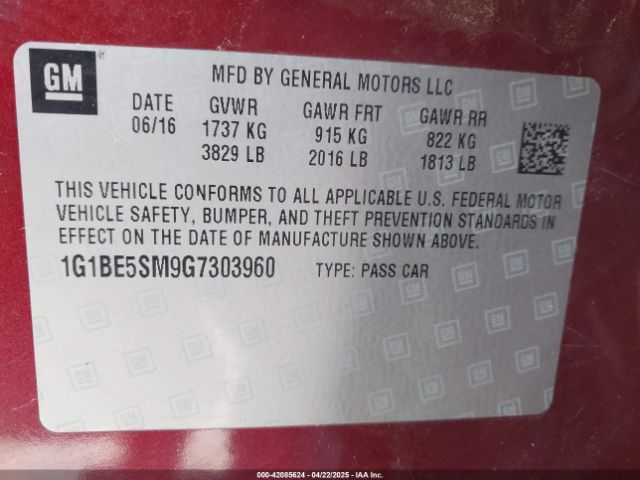 GM
MFD BY GENERAL MOTORS LLC
DATE GVWR GAWR FRT GAWR RR
06/16 1737 KG 915 KG 822 KG
3829 LB 2016 LB 1813 LB
THIS VEHICLE CONFORMS TO ALL APPLICABLE U.S. FEDERAL MOTOR
VEHICLE SAFETY, BUMPER, AND THEFT PREVENTION STANDARDS IN
EFFECT ON THE DATE OF MANUFACTURE SHOWN ABOVE.
1G1BE5SM9G7303960 TYPE: PASS CAR
000-42085624 - 04/22/2025 - IAA Inc.